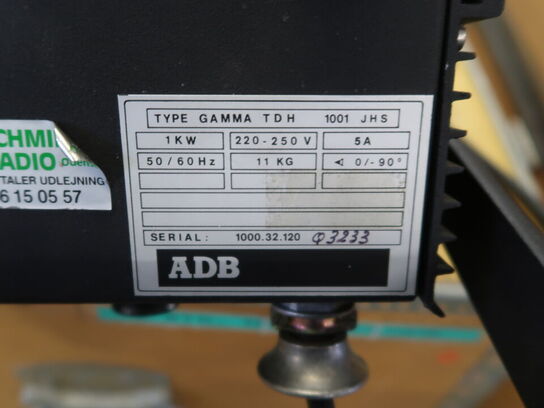 TYPE GAMMA TDH 1001 JHS
1KW 220-250 V 5A
50/60Hz 11 KG ∢ 0/-90°
SERIAL: 1000.32.120 φ3233
ADB
CHMI
ADIO
TALER UDLEJNING
6 15 05 57